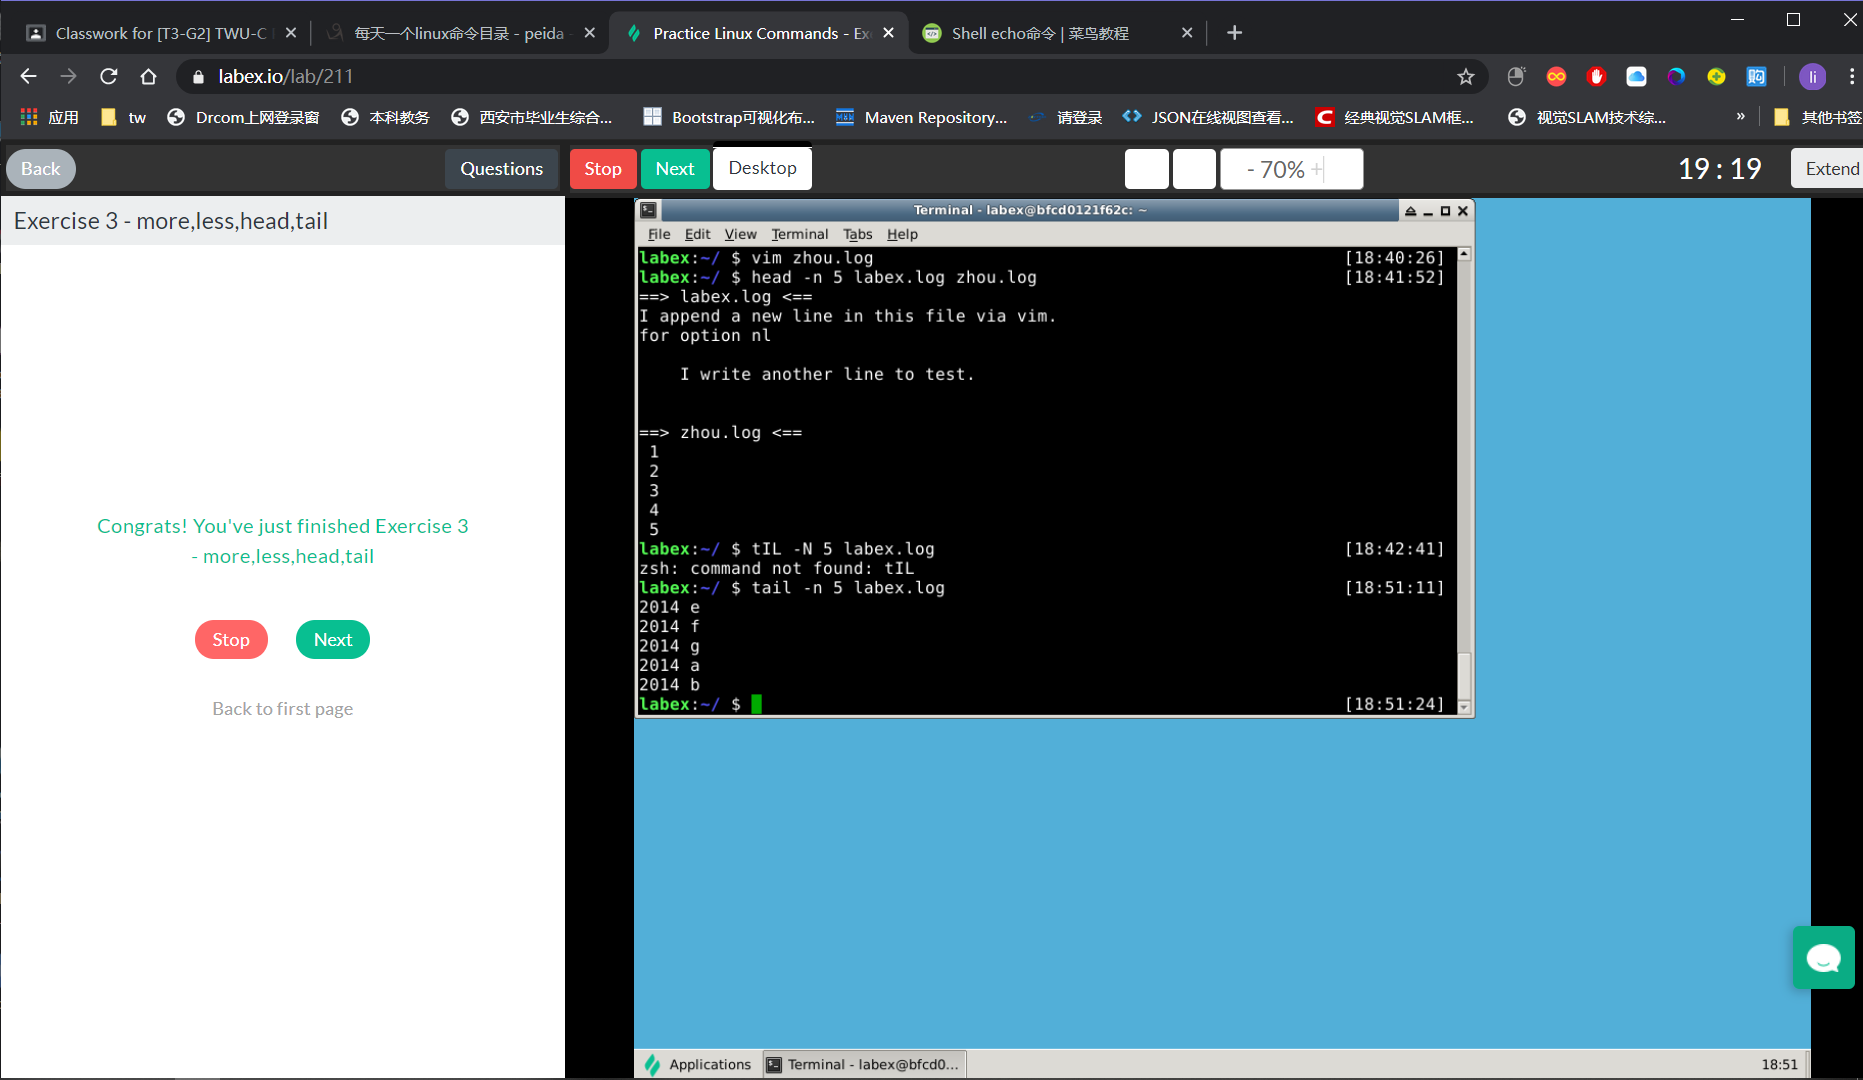 Classwork for [T3-G2] TWU-C
每天一个linux命令目录 - peida
Practice Linux Commands - Ex
Shell echo命令 | 菜鸟教程
labex.io/lab/211
li
应用
tw
Drcom上网登录窗
本科教务
西安市毕业生综合...
Bootstrap可视化布...
Maven Repository...
请登录
JSON在线视图查看...
经典视觉SLAM框...
视觉SLAM技术综...
»
其他书签
Back
Questions
Stop
Next
Desktop
- 70% +
19 : 19
Extend
Exercise 3 - more,less,head,tail
Congrats! You've just finished Exercise 3
- more,less,head,tail
Stop
Next
Back to first page
Terminal - labex@bfcd0121f62c: ~
File Edit View Terminal Tabs Help
labex:~/ $ vim zhou.log [18:40:26]
labex:~/ $ head -n 5 labex.log zhou.log [18:41:52]
==> labex.log <==
I append a new line in this file via vim.
for option nl
I write another line to test.
==> zhou.log <==
1
2
3
4
5
labex:~/ $ tIL -N 5 labex.log [18:42:41]
zsh: command not found: tIL
labex:~/ $ tail -n 5 labex.log [18:51:11]
2014 e
2014 f
2014 g
2014 a
2014 b
labex:~/ $ [18:51:24]
Applications
Terminal - labex@bfcd0...
18:51